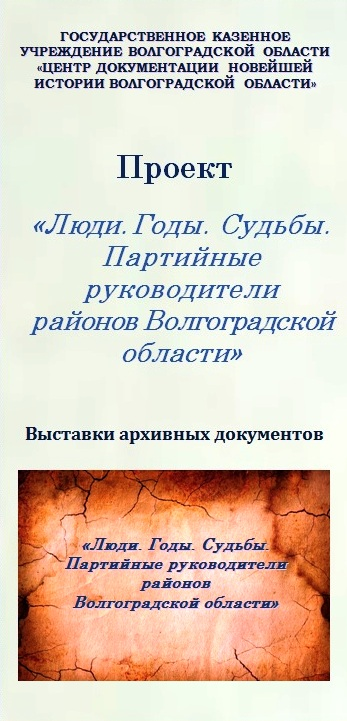 ГОСУДАРСТВЕННОЕ КАЗЕННОЕ
УЧРЕЖДЕНИЕ ВОЛГОГРАДСКОЙ ОБЛАСТИ
«ЦЕНТР ДОКУМЕНТАЦИИ НОВЕЙШЕЙ
ИСТОРИИ ВОЛГОГРАДСКОЙ ОБЛАСТИ»
Проект
«Люди. Годы. Судьбы.
Партийные
руководители
районов Волгоградской
области»
Выставки архивных документов
«Люди. Годы. Судьбы.
Партийные руководители
районов
Волгоградской области»